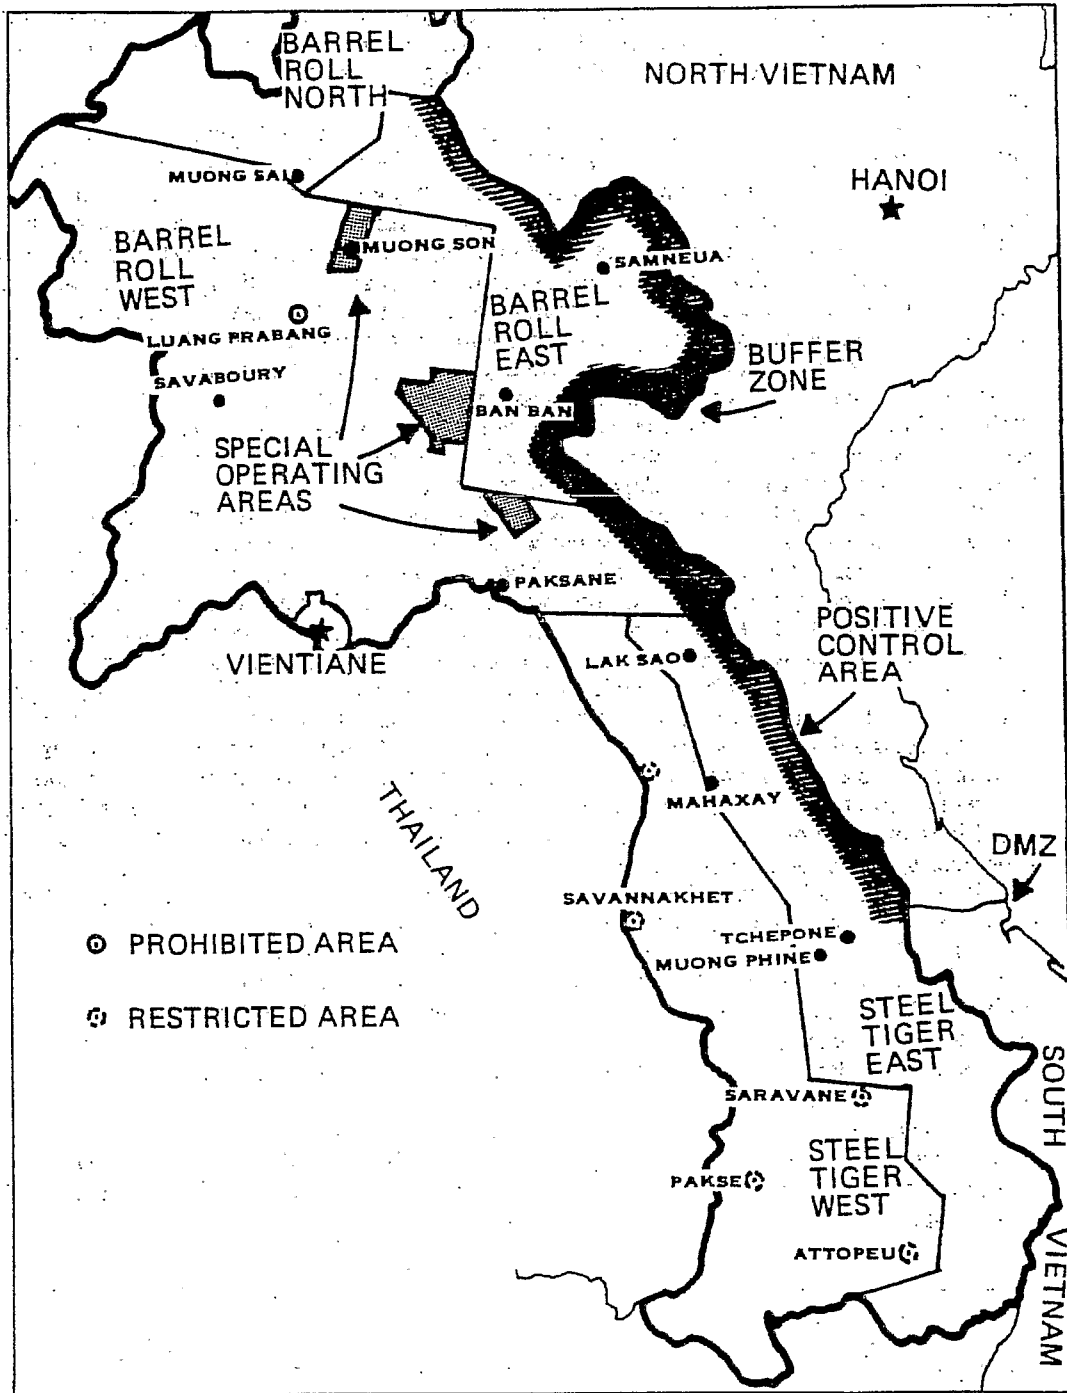 BARREL
ROLL
NORTH
NORTH VIETNAM
MUONG SAI
HANOI
BARREL
ROLL
WEST
MUONG SON
SAMNEUA
BARREL
ROLL
EAST
LUANG PRABANG
BUFFER
ZONE
SAVABOURY
BAN BAN
SPECIAL
OPERATING
AREAS
PAKSANE
POSITIVE
CONTROL
AREA
VIENTIANE
LAK SAO
THAILAND
MAHAXAY
DMZ
SAVANNAKHET
PROHIBITED AREA
TCHEPONE
MUONG PHINE
RESTRICTED AREA
STEEL
TIGER
EAST
SOUTH VIETNAM
SARAVANE
STEEL
TIGER
WEST
PAKSE
ATTOPEU